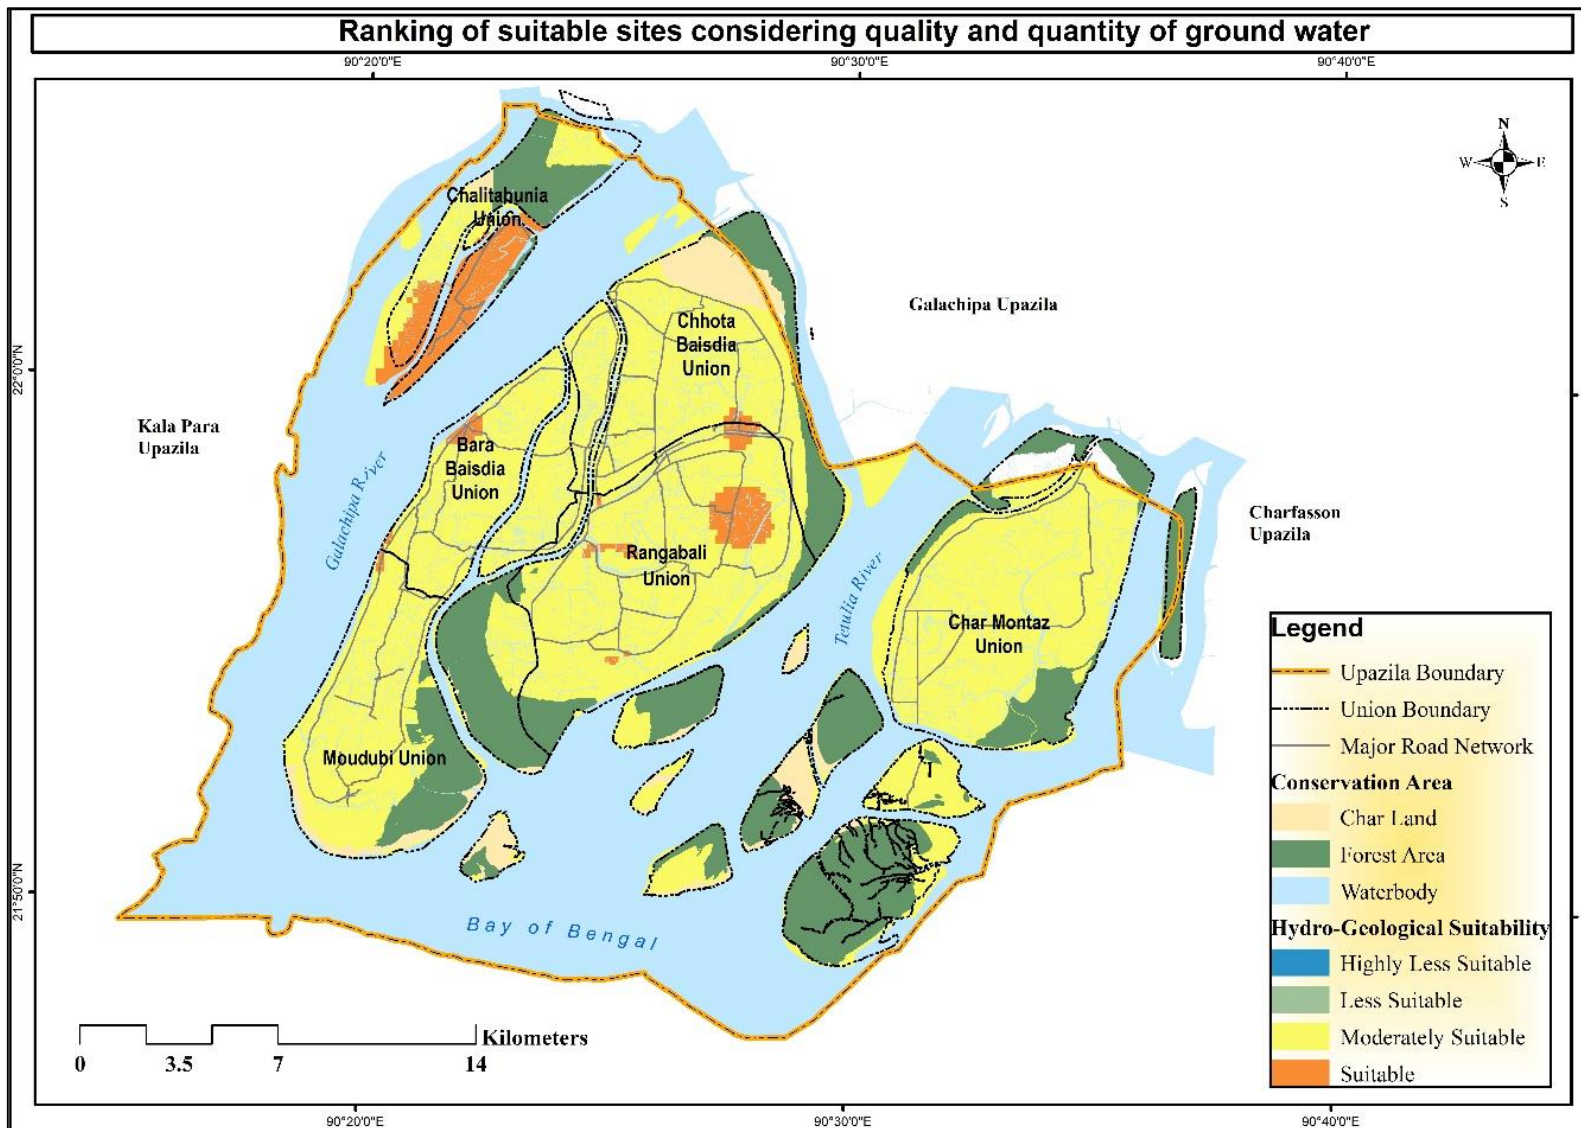 Ranking of suitable sites considering quality and quantity of ground water
90°20'0"E
90°30'0"E
90°40'0"E
N
W
E
S
Chalitabunia
Union
Galachipa Upazila
Chhota
Baisdia
Union
22°0'0"N
Kala Para
Upazila
Bara
Baisdia
Union
Galachipa River
Charfasson
Upazila
Rangabali
Union
Tetulia River
Char Montaz
Union
Moudubi Union
21°50'0"N
Bay of Bengal
Legend
Upazila Boundary
Union Boundary
Major Road Network
Conservation Area
Char Land
Forest Area
Waterbody
Hydro-Geological Suitability
Highly Less Suitable
Less Suitable
Moderately Suitable
Suitable
Kilometers
0
3.5
7
14
90°20'0"E
90°30'0"E
90°40'0"E